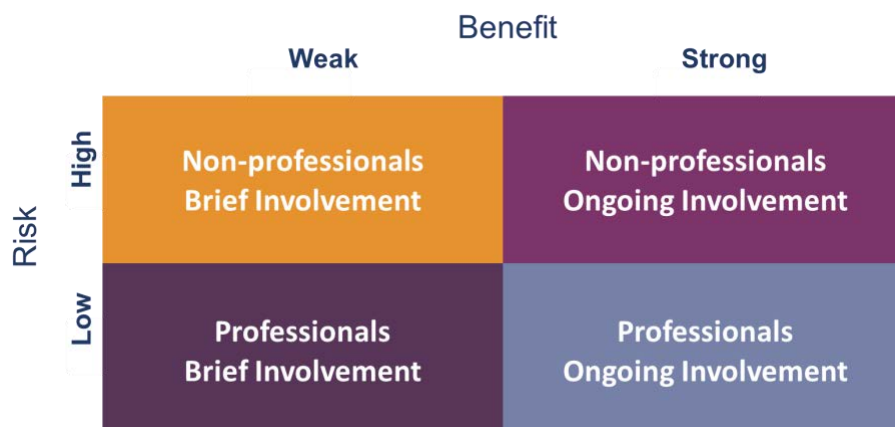 Benefit
Weak
Strong
Risk
High
Non-professionals
Brief Involvement
Non-professionals
Ongoing Involvement
Low
Professionals
Brief Involvement
Professionals
Ongoing Involvement